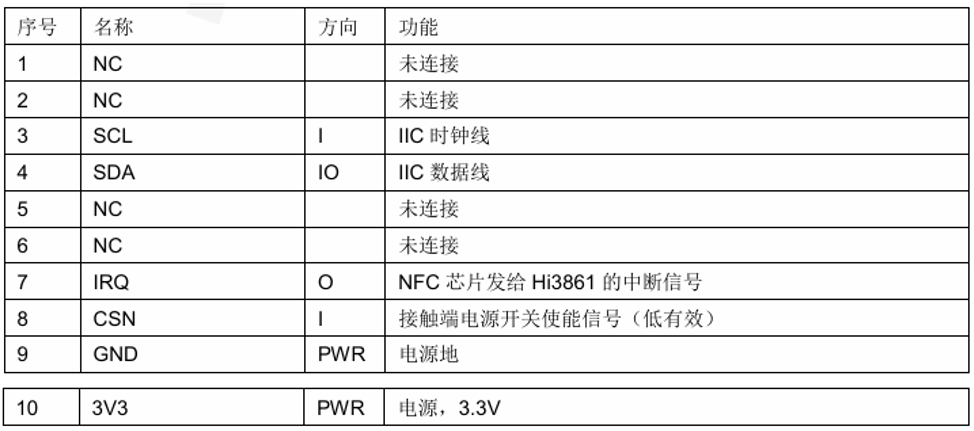 序号 名称 方向 功能
1 NC 未连接
2 NC 未连接
3 SCL I IIC 时钟线
4 SDA IO IIC 数据线
5 NC 未连接
6 NC 未连接
7 IRQ O NFC 芯片发给 Hi3861 的中断信号
8 CSN I 接触端电源开关使能信号（低有效）
9 GND PWR 电源地
10 3V3 PWR 电源，3.3V